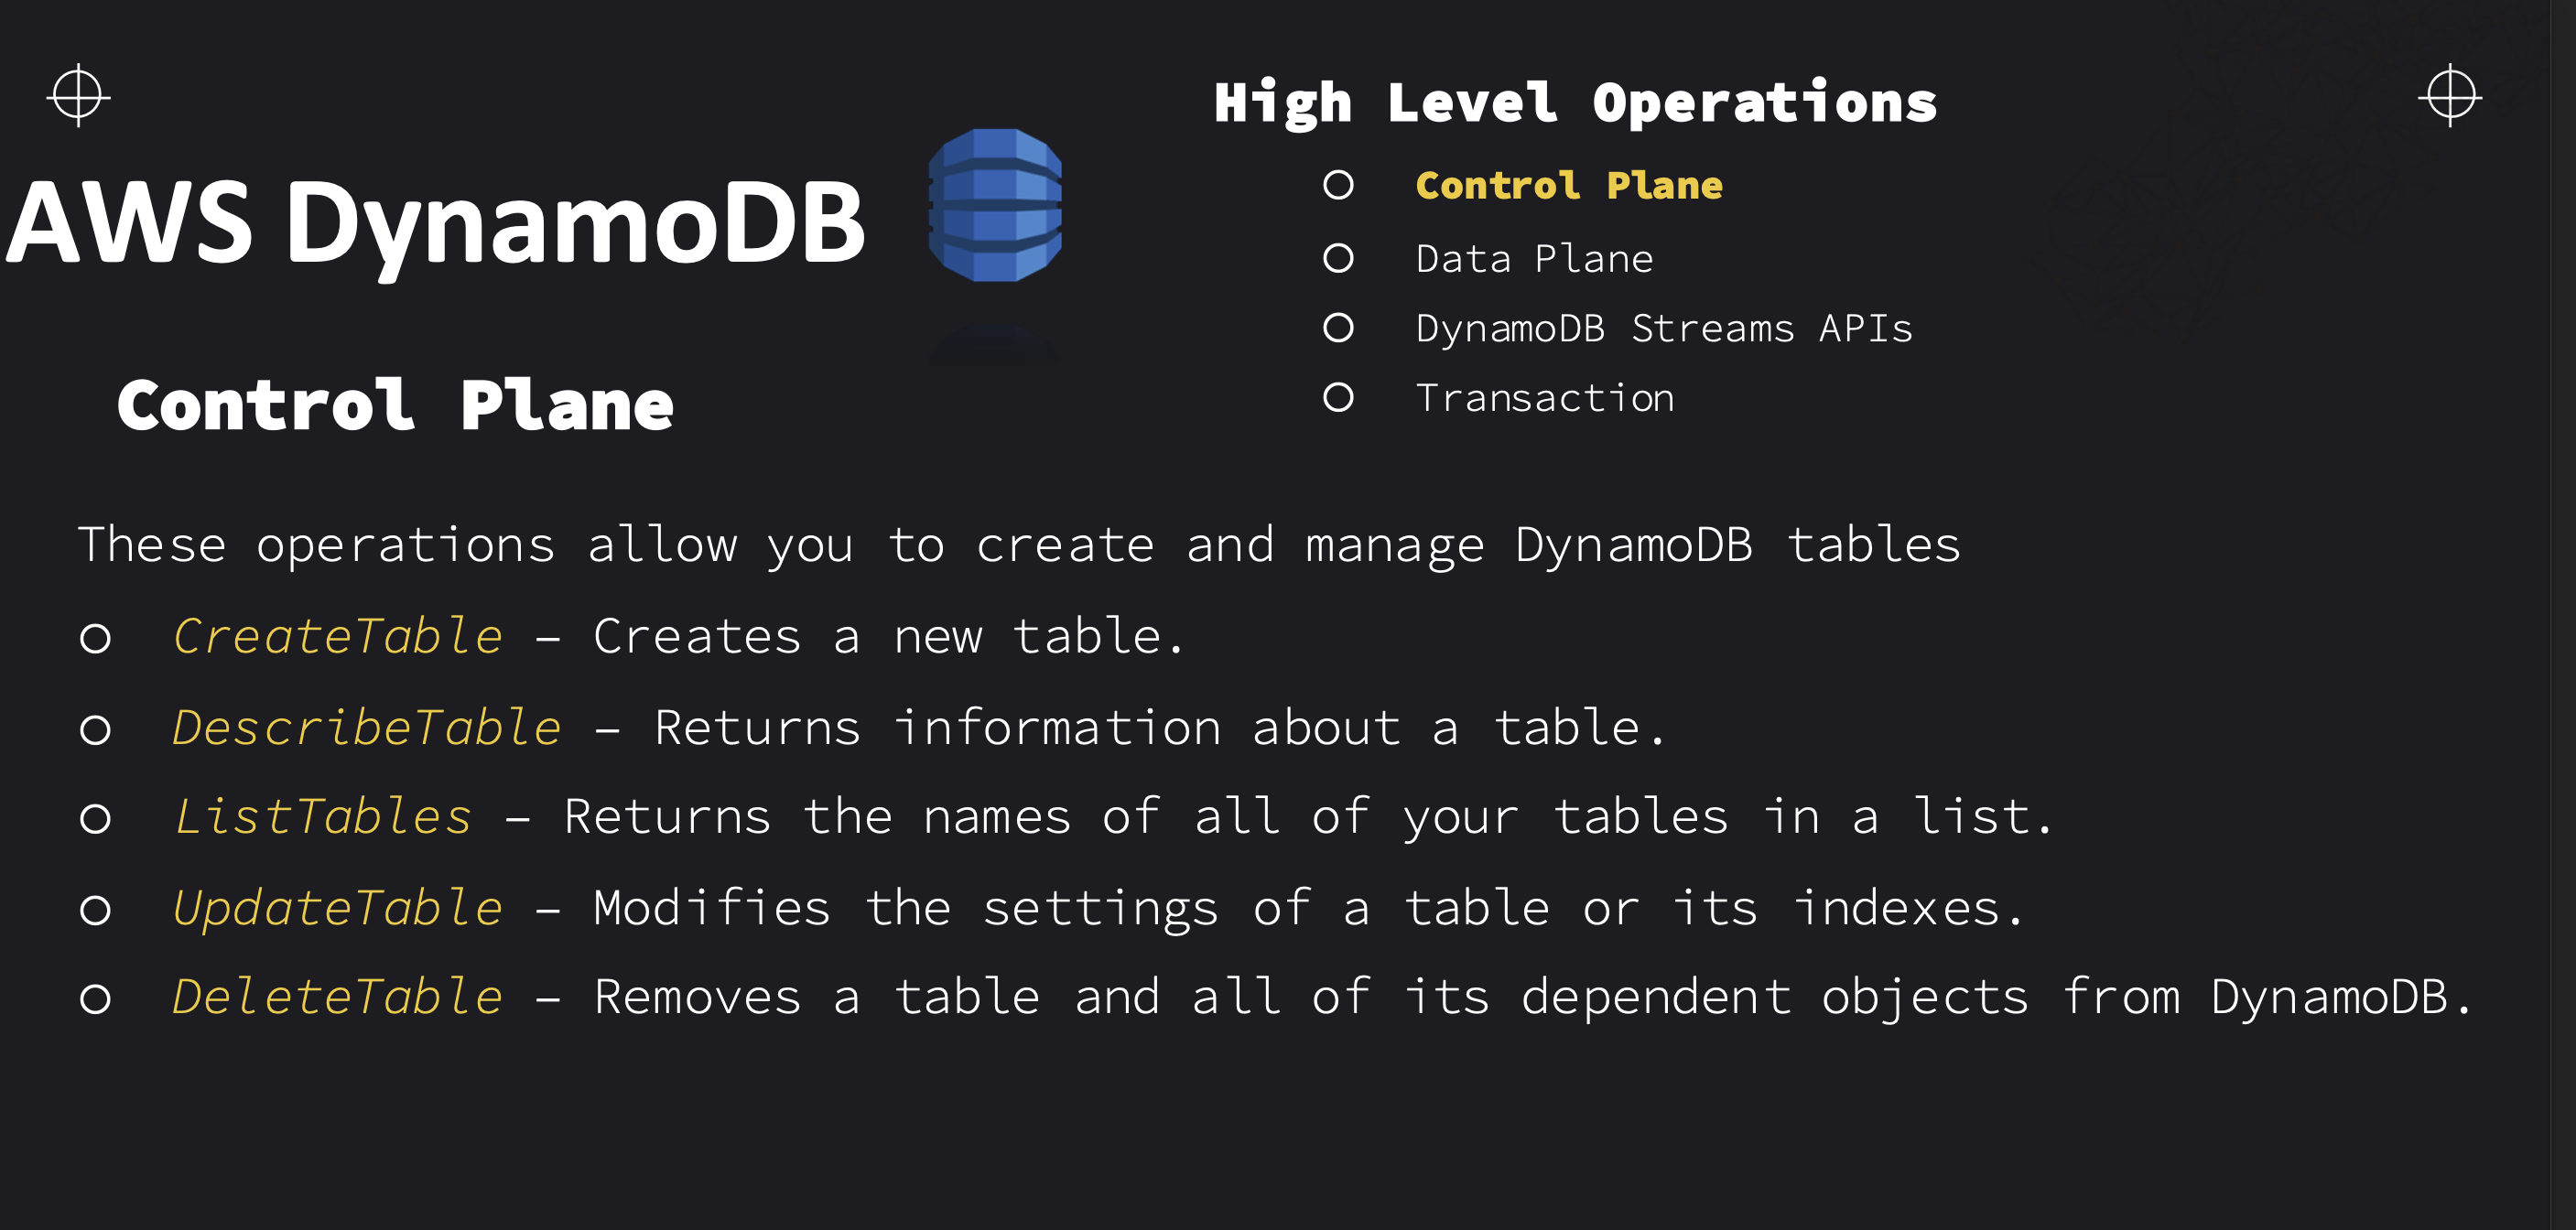 AWS DynamoDB
High Level Operations
Control Plane
Data Plane
DynamoDB Streams APIs
Transaction
Control Plane
These operations allow you to create and manage DynamoDB tables
CreateTable – Creates a new table.
DescribeTable – Returns information about a table.
ListTables – Returns the names of all of your tables in a list.
UpdateTable – Modifies the settings of a table or its indexes.
DeleteTable – Removes a table and all of its dependent objects from DynamoDB.